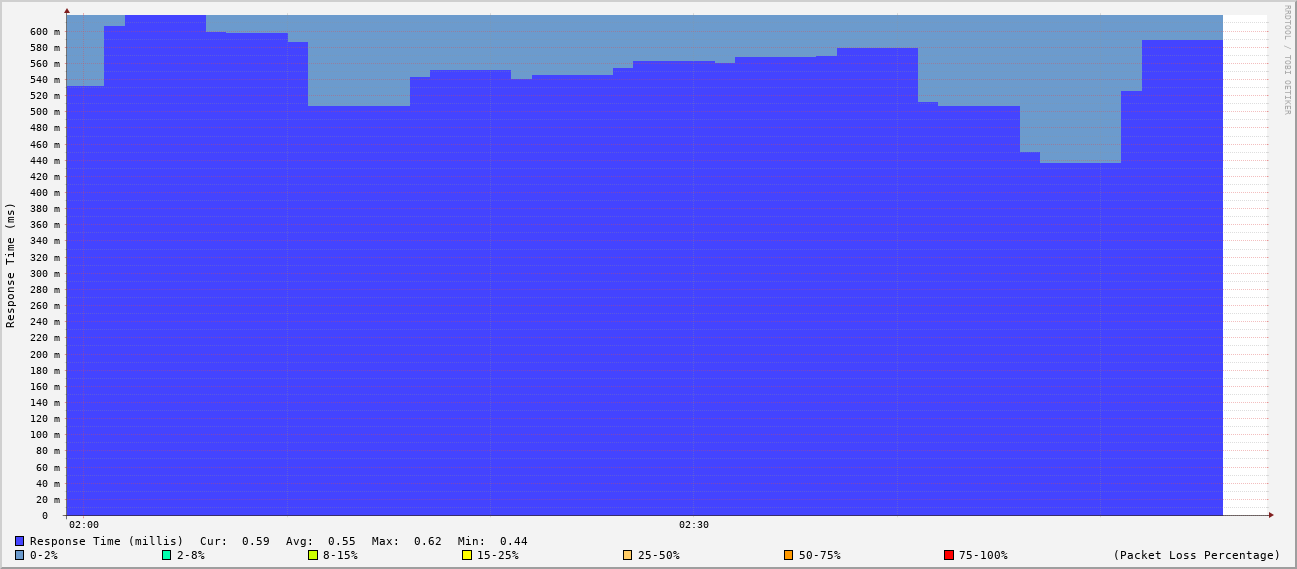 RRDTOOL / TOBI OETIKER
Response Time (ms)
600 m
580 m
560 m
540 m
520 m
500 m
480 m
460 m
440 m
420 m
400 m
380 m
360 m
340 m
320 m
300 m
280 m
260 m
240 m
220 m
200 m
180 m
160 m
140 m
120 m
100 m
80 m
60 m
40 m
20 m
0
02:00 02:30
Response Time (millis) Cur: 0.59 Avg: 0.55 Max: 0.62 Min: 0.44
0-2% 2-8% 8-15% 15-25% 25-50% 50-75% 75-100% (Packet Loss Percentage)